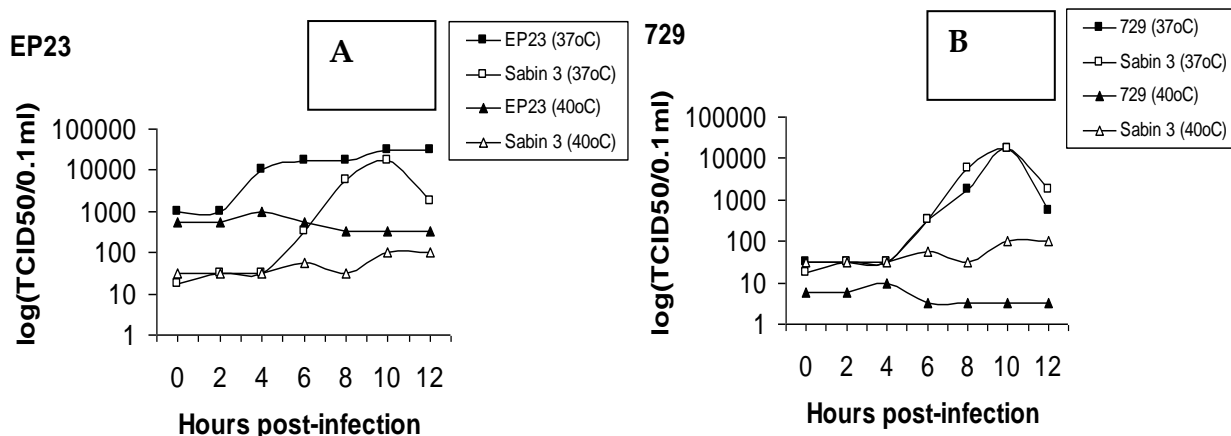 EP23
A
EP23 (37oC)
Sabin 3 (37oC)
EP23 (40oC)
Sabin 3 (40oC)
log(TCID50/0.1ml)
100000
10000
1000
100
10
1
0 2 4 6 8 10 12
Hours post-infection
729
B
729 (37oC)
Sabin 3 (37oC)
729 (40oC)
Sabin 3 (40oC)
log(TCID50/0.1ml)
100000
10000
1000
100
10
1
0 2 4 6 8 10 12
Hours post-infection